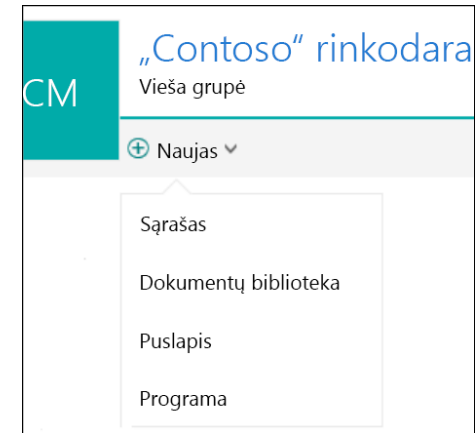 „Contoso“ rinkodara
CM
Vieša grupė
Naujas
Sąrašas
Dokumentų biblioteka
Puslapis
Programa